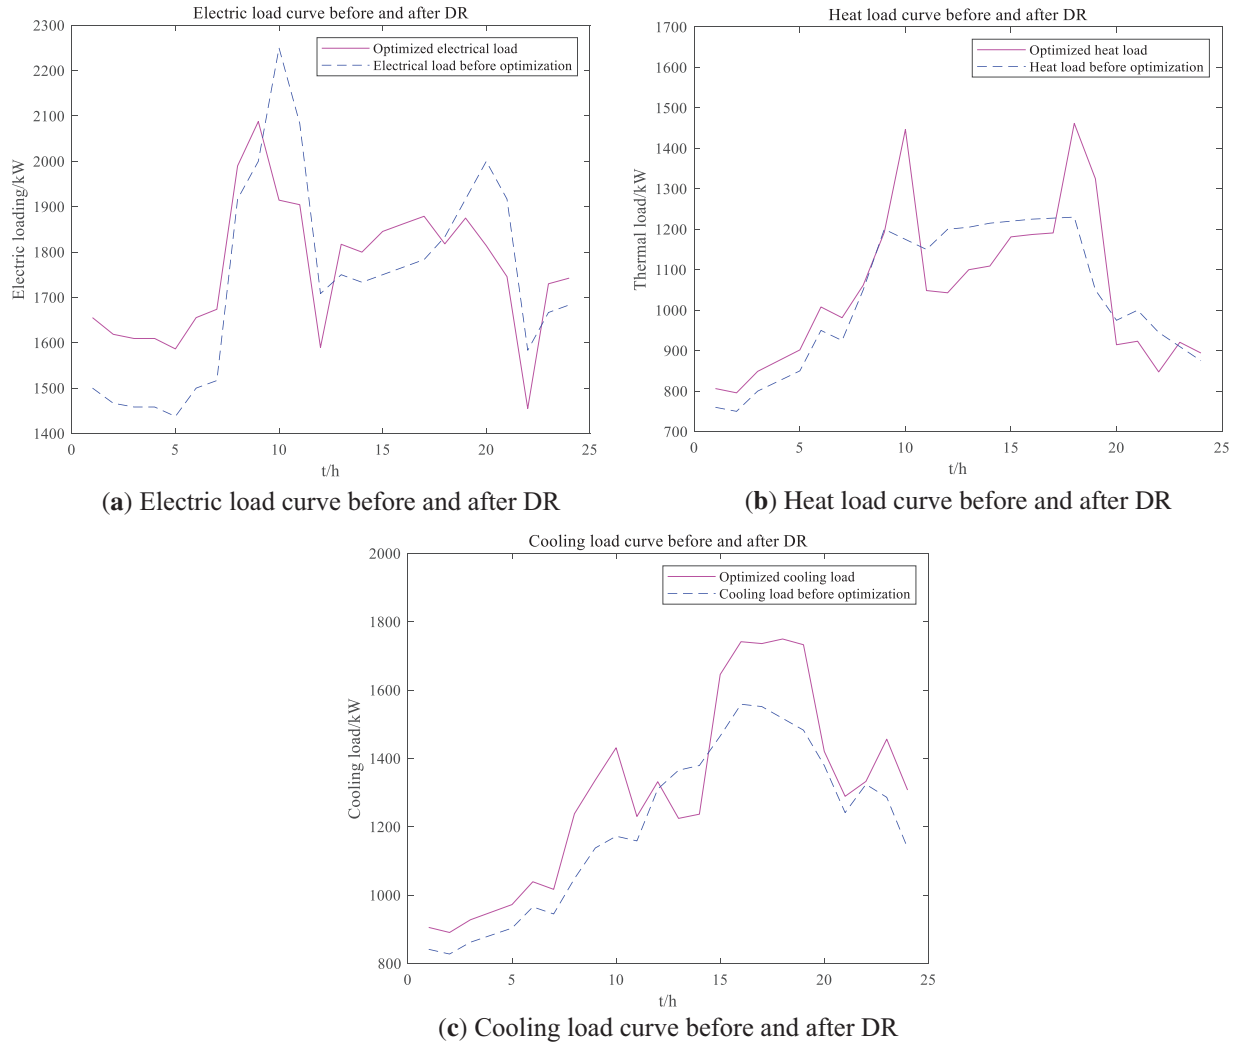 Electric load curve before and after DR
2300
2200
2100
2000
1900
1800
1700
1600
1500
1400
Electric loading/kW
Optimized electrical load
Electrical load before optimization
0
5
10
15
20
25
t/h
(a) Electric load curve before and after DR
Heat load curve before and after DR
1700
1600
1500
1400
1300
1200
1100
1000
900
800
700
Thermal load/kW
Optimized heat load
Heat load before optimization
0
5
10
15
20
25
t/h
(b) Heat load curve before and after DR
Cooling load curve before and after DR
2000
1800
1600
1400
1200
1000
800
Cooling load/kW
Optimized cooling load
Cooling load before optimization
0
5
10
15
20
25
t/h
(c) Cooling load curve before and after DR